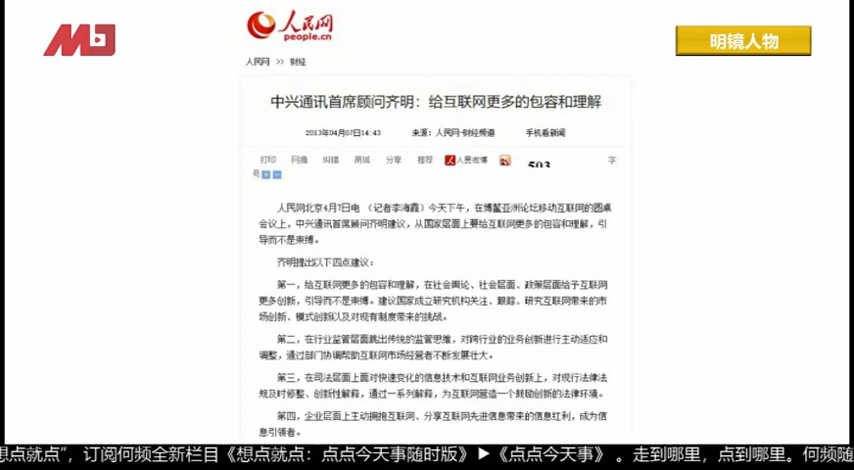 MJ
人民网
people.cn
明镜人物
人民网 >> 财经
中兴通讯首席顾问齐明：给互联网更多的包容和理解
2013年04月07日14:43 来源：人民网-财经频道 手机看新闻
打印 网摘 纠错 商城 分享 推荐 人民微博 503 字
号
人民网北京4月7日电 （记者李海霞）今天下午，在博鳌亚洲论坛移动互联网的圆桌
会议上，中兴通讯首席顾问齐明建议，从国家层面上要给互联网更多的包容和理解，引
导而不是束缚。
齐明提出以下四点建议：
第一，给互联网更多的包容和理解，在社会舆论、社会层面、政策层面给予互联网
更多创新，引导而不是束缚。建议国家成立研究机构关注、跟踪、研究互联网带来的市
场创新、模式创新以及对现有制度带来的挑战。
第二，在行业监管层面跳出传统的监管思维，对跨行业的业务创新进行主动适应和
调整，通过部门协调帮助互联网市场经营者不断发展壮大。
第三，在司法层面上面对快速变化的信息技术和互联网业务创新上，对现行法律法
规及时修整、创新性解释，通过一系列解释，为互联网营造一个鼓励创新的法律环境。
第四，企业层面上主动拥抱互联网、分享互联网先进信息带来的信息红利，成为信
息引领者。
想点就点”，订阅何频全新栏目《想点就点：点点今天事随时版》▶《点点今天事》 。走到哪里，点到哪里。何频随